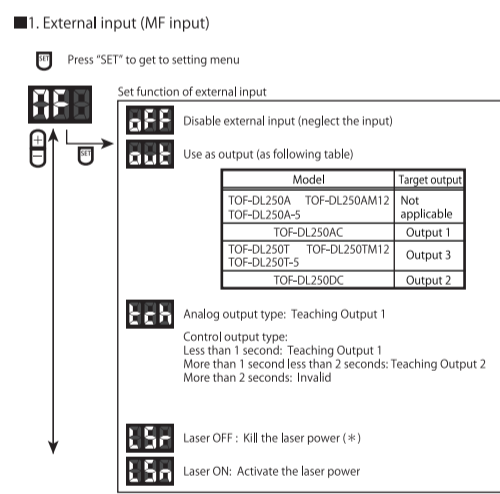 ■1. External input (MF input)
SET Press "SET" to get to setting menu
Set function of external input
oFF Disable external input (neglect the input)
out Use as output (as following table)
Model Target output
TOF-DL250A TOF-DL250AM12 Not
TOF-DL250A-5 applicable
TOF-DL250AC Output 1
TOF-DL250T TOF-DL250TM12 Output 3
TOF-DL250T-5
TOF-DL250DC Output 2
+
−
SET
tch Analog output type: Teaching Output 1
Control output type:
Less than 1 second: Teaching Output 1
More than 1 second less than 2 seconds: Teaching Output 2
More than 2 seconds: Invalid
LSr Laser OFF : Kill the laser power (*)
LSn Laser ON: Activate the laser power